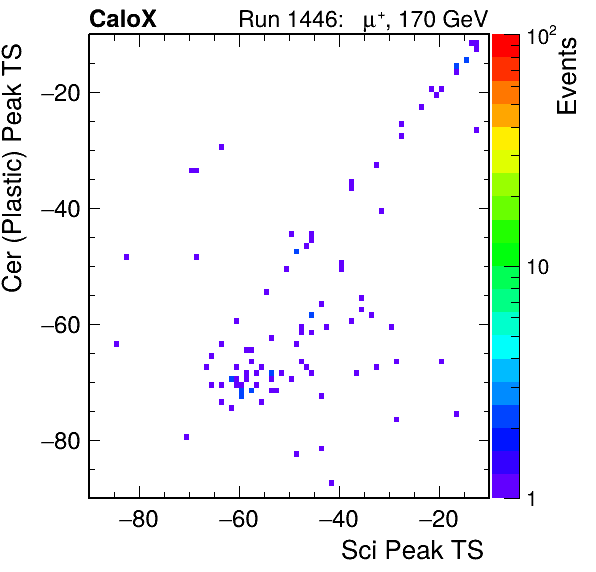 CaloX Run 1446: μ⁺, 170 GeV
Cer (Plastic) Peak TS
−20
−40
−60
−80
−80 −60 −40 −20
Sci Peak TS
10²
10
1
Events